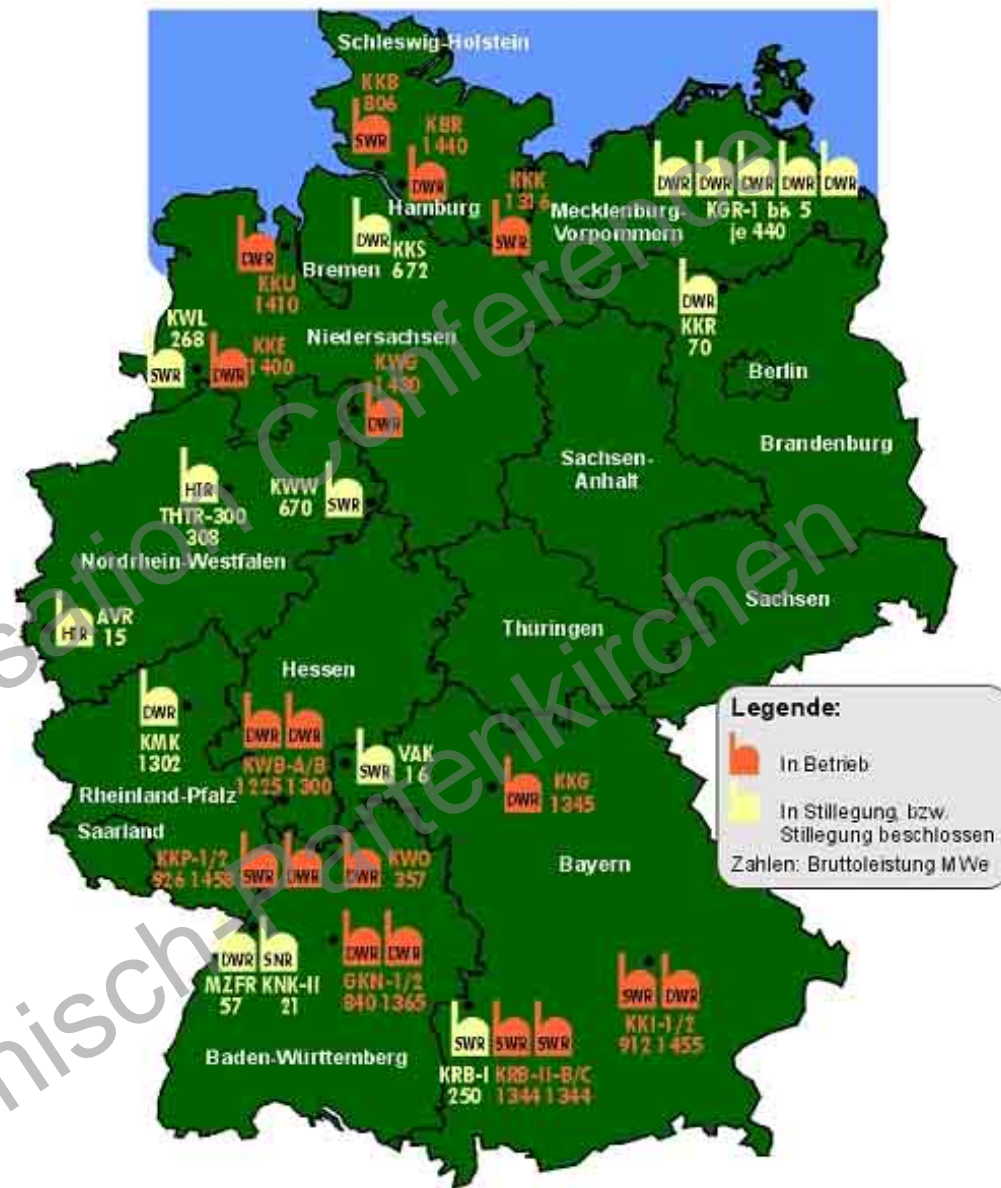 Schleswig-Holstein
KKB
806
SWR
KBR
1440
DWR
Hamburg
KKK
1316
SWR
Mecklenburg-
Vorpommern
DWR DWR DWR DWR DWR
KGR-1 bis 5
je 440
DWR
KKS
672
DWR
KKU
1410
Bremen
DWR
KKR
70
KWL
268
SWR
DWR
KKE
1400
Niedersachsen
KWG
1430
DWR
Berlin
Brandenburg
Sachsen-
Anhalt
HTR
THTR-300
308
KWW
670
SWR
Nordrhein-Westfalen
Sachsen
HTR
AVR
15
Thüringen
Hessen
DWR
KMK
1302
DWR DWR
KWB-A/B
1225 1300
SWR
VAK
16
DWR
KKG
1345
Rheinland-Pfalz
Saarland
KKP-1/2
926 1458
SWR DWR
DWR
KWO
357
Bayern
DWR SNR
MZFR KNK-II
57 21
DWR DWR
GKN-1/2
840 1365
SWR DWR
KKI-1/2
912 1455
Baden-Württemberg
SWR SWR SWR
KRB-I KRB-II-B/C
250 1344 1344
Legende:
In Betrieb
In Stillegung, bzw.
Stillegung beschlossen
Zahlen: Bruttoleistung MWe
Conference